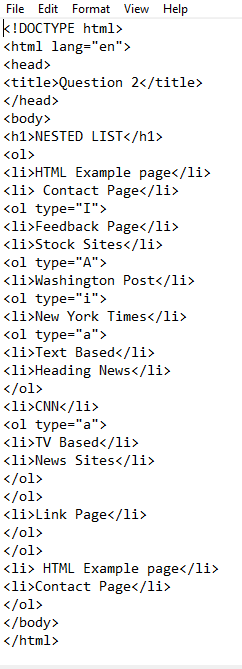 File Edit Format View Help
<!DOCTYPE html>
<html lang="en">
<head>
<title>Question 2</title>
</head>
<body>
<h1>NESTED LIST</h1>
<ol>
<li>HTML Example page</li>
<li> Contact Page</li>
<ol type="I">
<li>Feedback Page</li>
<li>Stock Sites</li>
<ol type="A">
<li>Washington Post</li>
<ol type="i">
<li>New York Times</li>
<ol type="a">
<li>Text Based</li>
<li>Heading News</li>
</ol>
<li>CNN</li>
<ol type="a">
<li>TV Based</li>
<li>News Sites</li>
</ol>
</ol>
<li>Link Page</li>
</ol>
</ol>
<li> HTML Example page</li>
<li>Contact Page</li>
</ol>
</body>
</html>